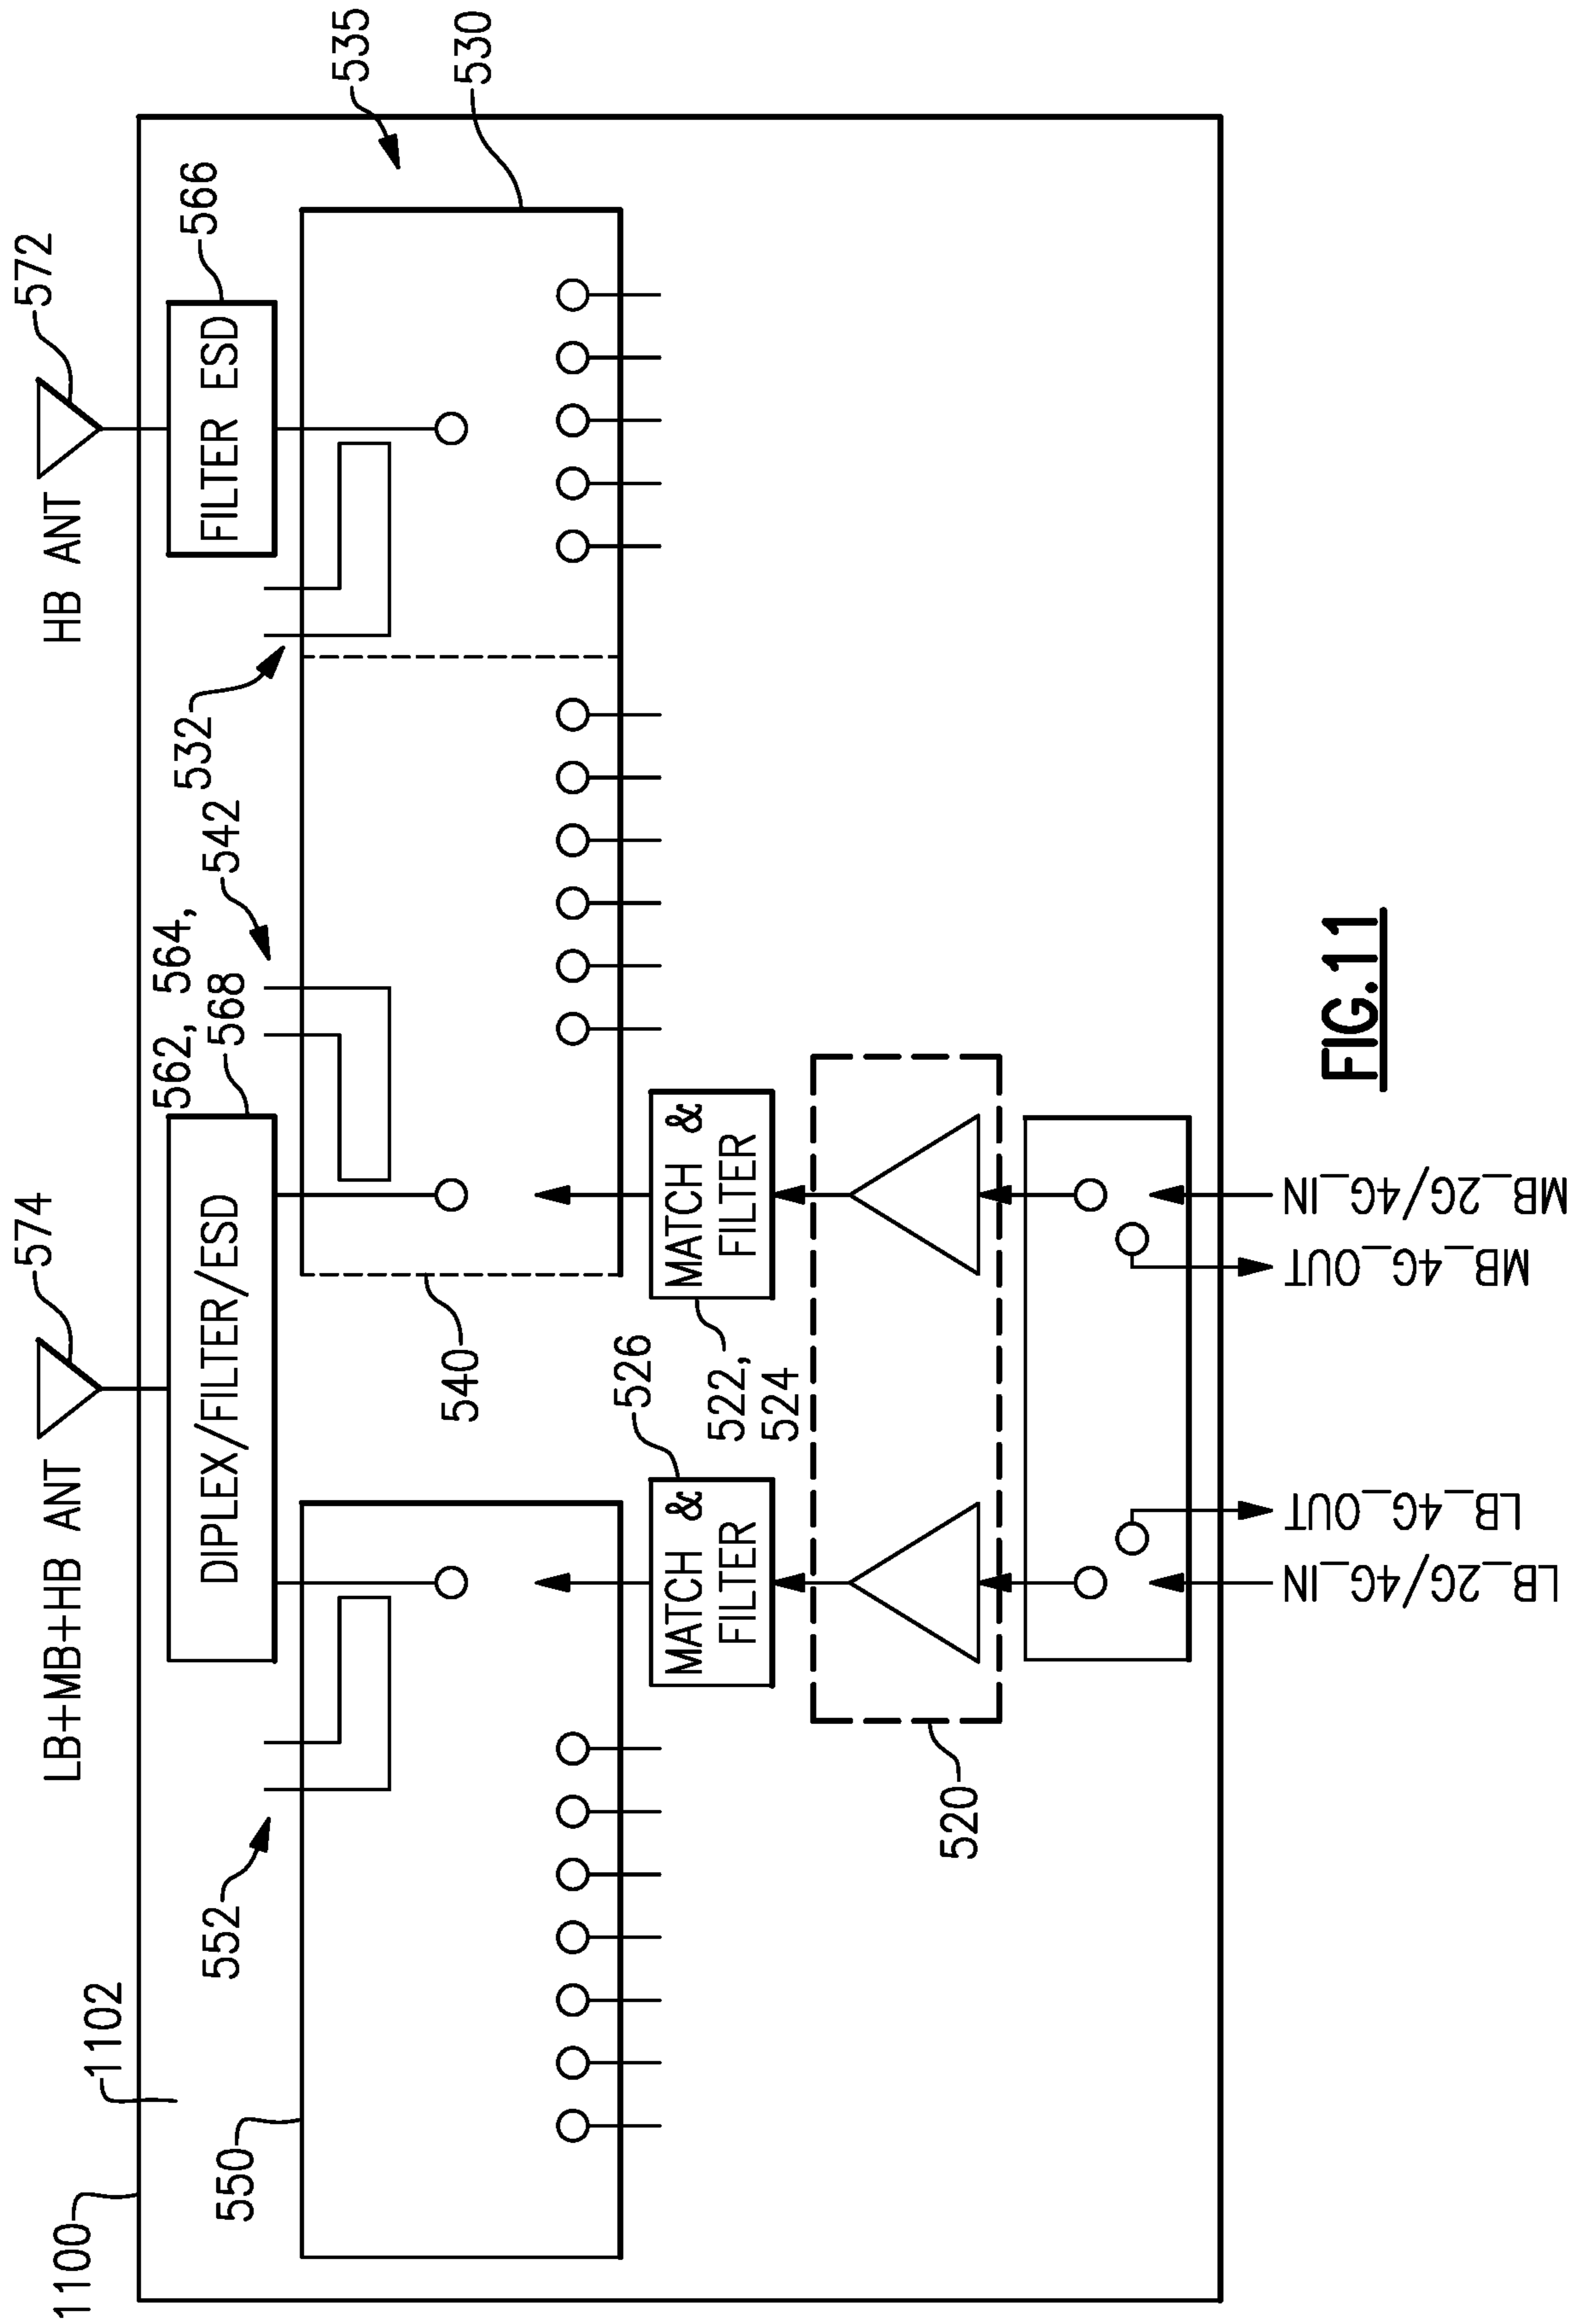 1100
1102
LB+MB+HB ANT
574
HB ANT
572
562, 564,
568
566
DIPLEX/FILTER/ESD
FILTER ESD
552
542
532
535
550
540
530
526
MATCH &
FILTER
522,
524
MATCH &
FILTER
520
LB_2G/4G_IN
LB_4G_OUT
MB_4G_OUT
MB_2G/4G_IN
FIG.11